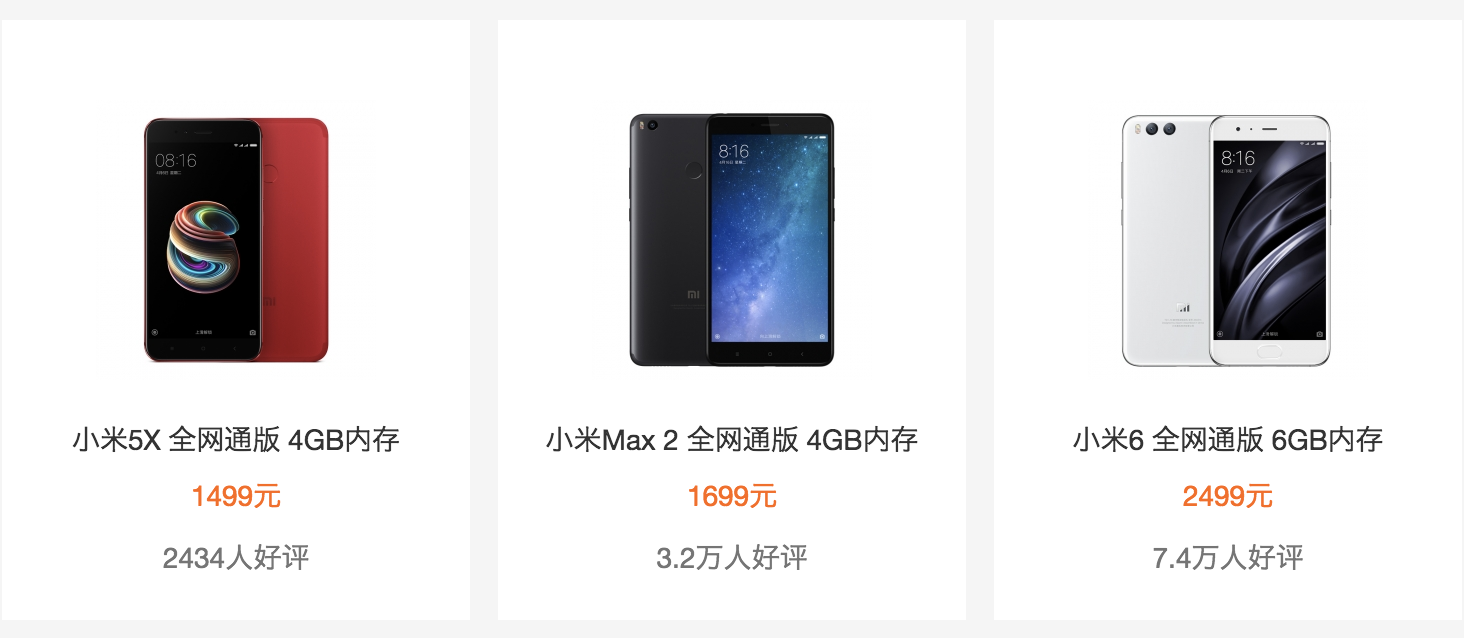 08:16
8:16
8:16
小米5X 全网通版 4GB内存
小米Max 2 全网通版 4GB内存
小米6 全网通版 6GB内存
1499元
1699元
2499元
2434人好评
3.2万人好评
7.4万人好评